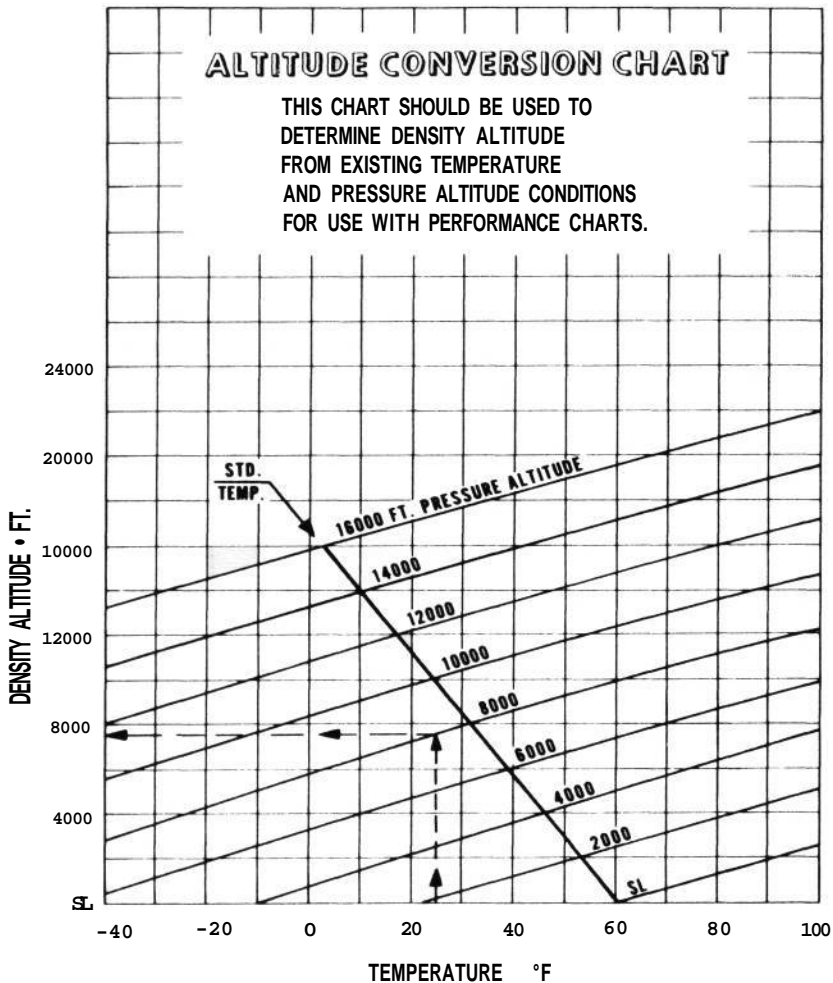 ALTITUDE CONVERSION CHART
THIS CHART SHOULD BE USED TO
DETERMINE DENSITY ALTITUDE
FROM EXISTING TEMPERATURE
AND PRESSURE ALTITUDE CONDITIONS
FOR USE WITH PERFORMANCE CHARTS.
24000
20000
10000
12000
8000
4000
SL
DENSITY ALTITUDE • FT.
STD.
TEMP.
16000 FT. PRESSURE ALTITUDE
14000
12000
10000
8000
6000
4000
2000
SL
-40
-20
0
20
40
60
80
100
TEMPERATURE °F